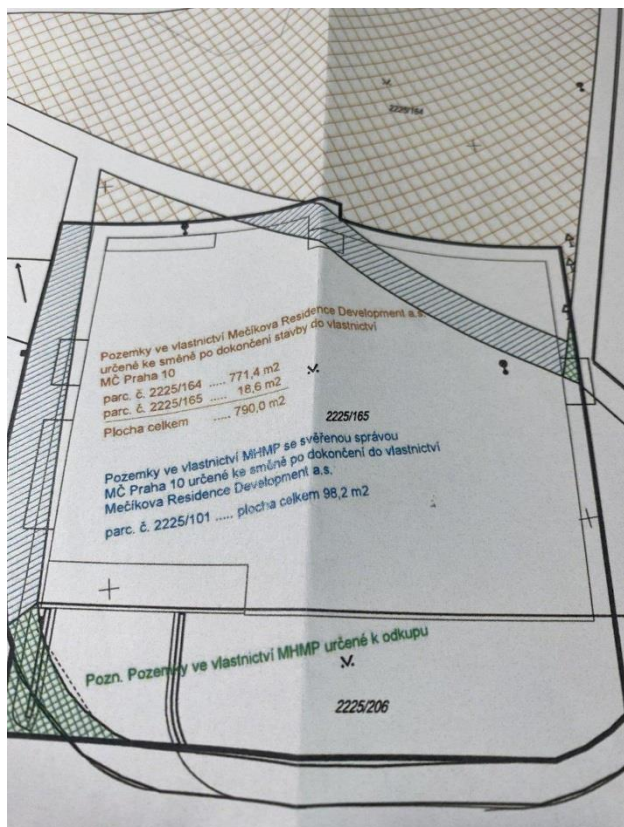 2225/164
Pozemky ve vlastnictví Mečíkova Residence Development a.s.
určené ke směně po dokončení stavby do vlastnictví
MČ Praha 10
parc. č. 2225/164 ..... 771,4 m2
parc. č. 2225/165 ..... 18,6 m2
Plocha celkem ..... 790,0 m2
2225/165
Pozemky ve vlastnictví MHMP se svěřenou správou
MČ Praha 10 určené ke směně po dokončení do vlastnictví
Mečíkova Residence Development a.s.
parc. č. 2225/101 ..... plocha celkem 98,2 m2
Pozn. Pozemky ve vlastnictví MHMP určené k odkupu
2225/206